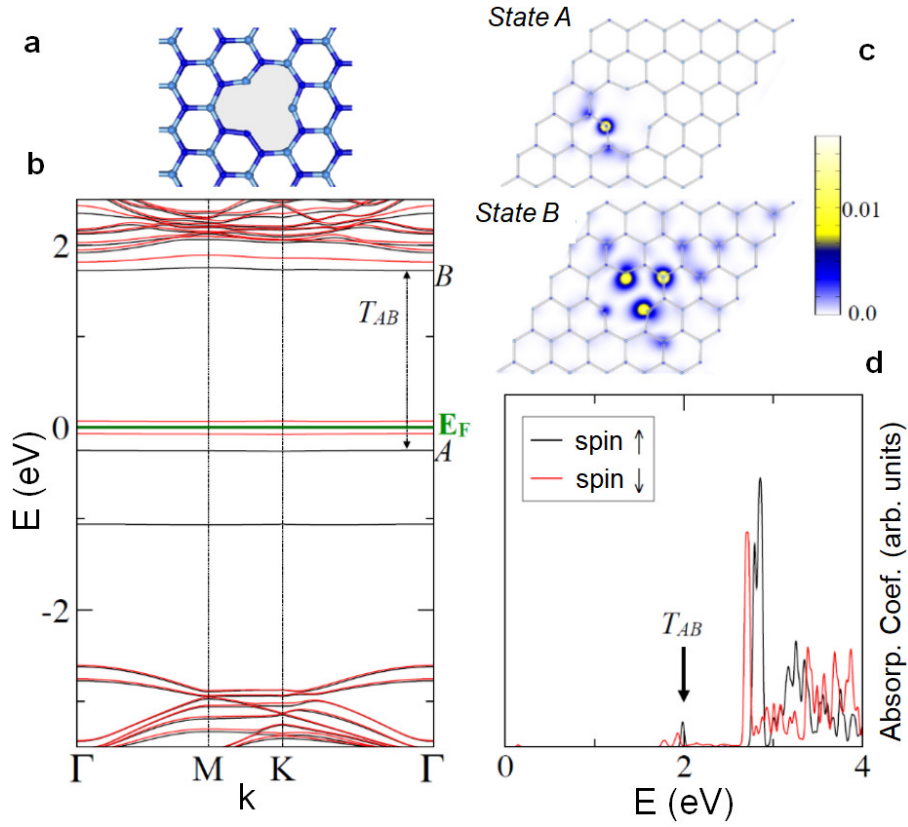 a
State A
c
b
State B
0.01
0.0
2
B
T_AB
0
E_F
A
-2
E (eV)
Γ
M
K
Γ
k
d
spin ↑
spin ↓
T_AB
Absorp. Coef. (arb. units)
0
2
4
E (eV)